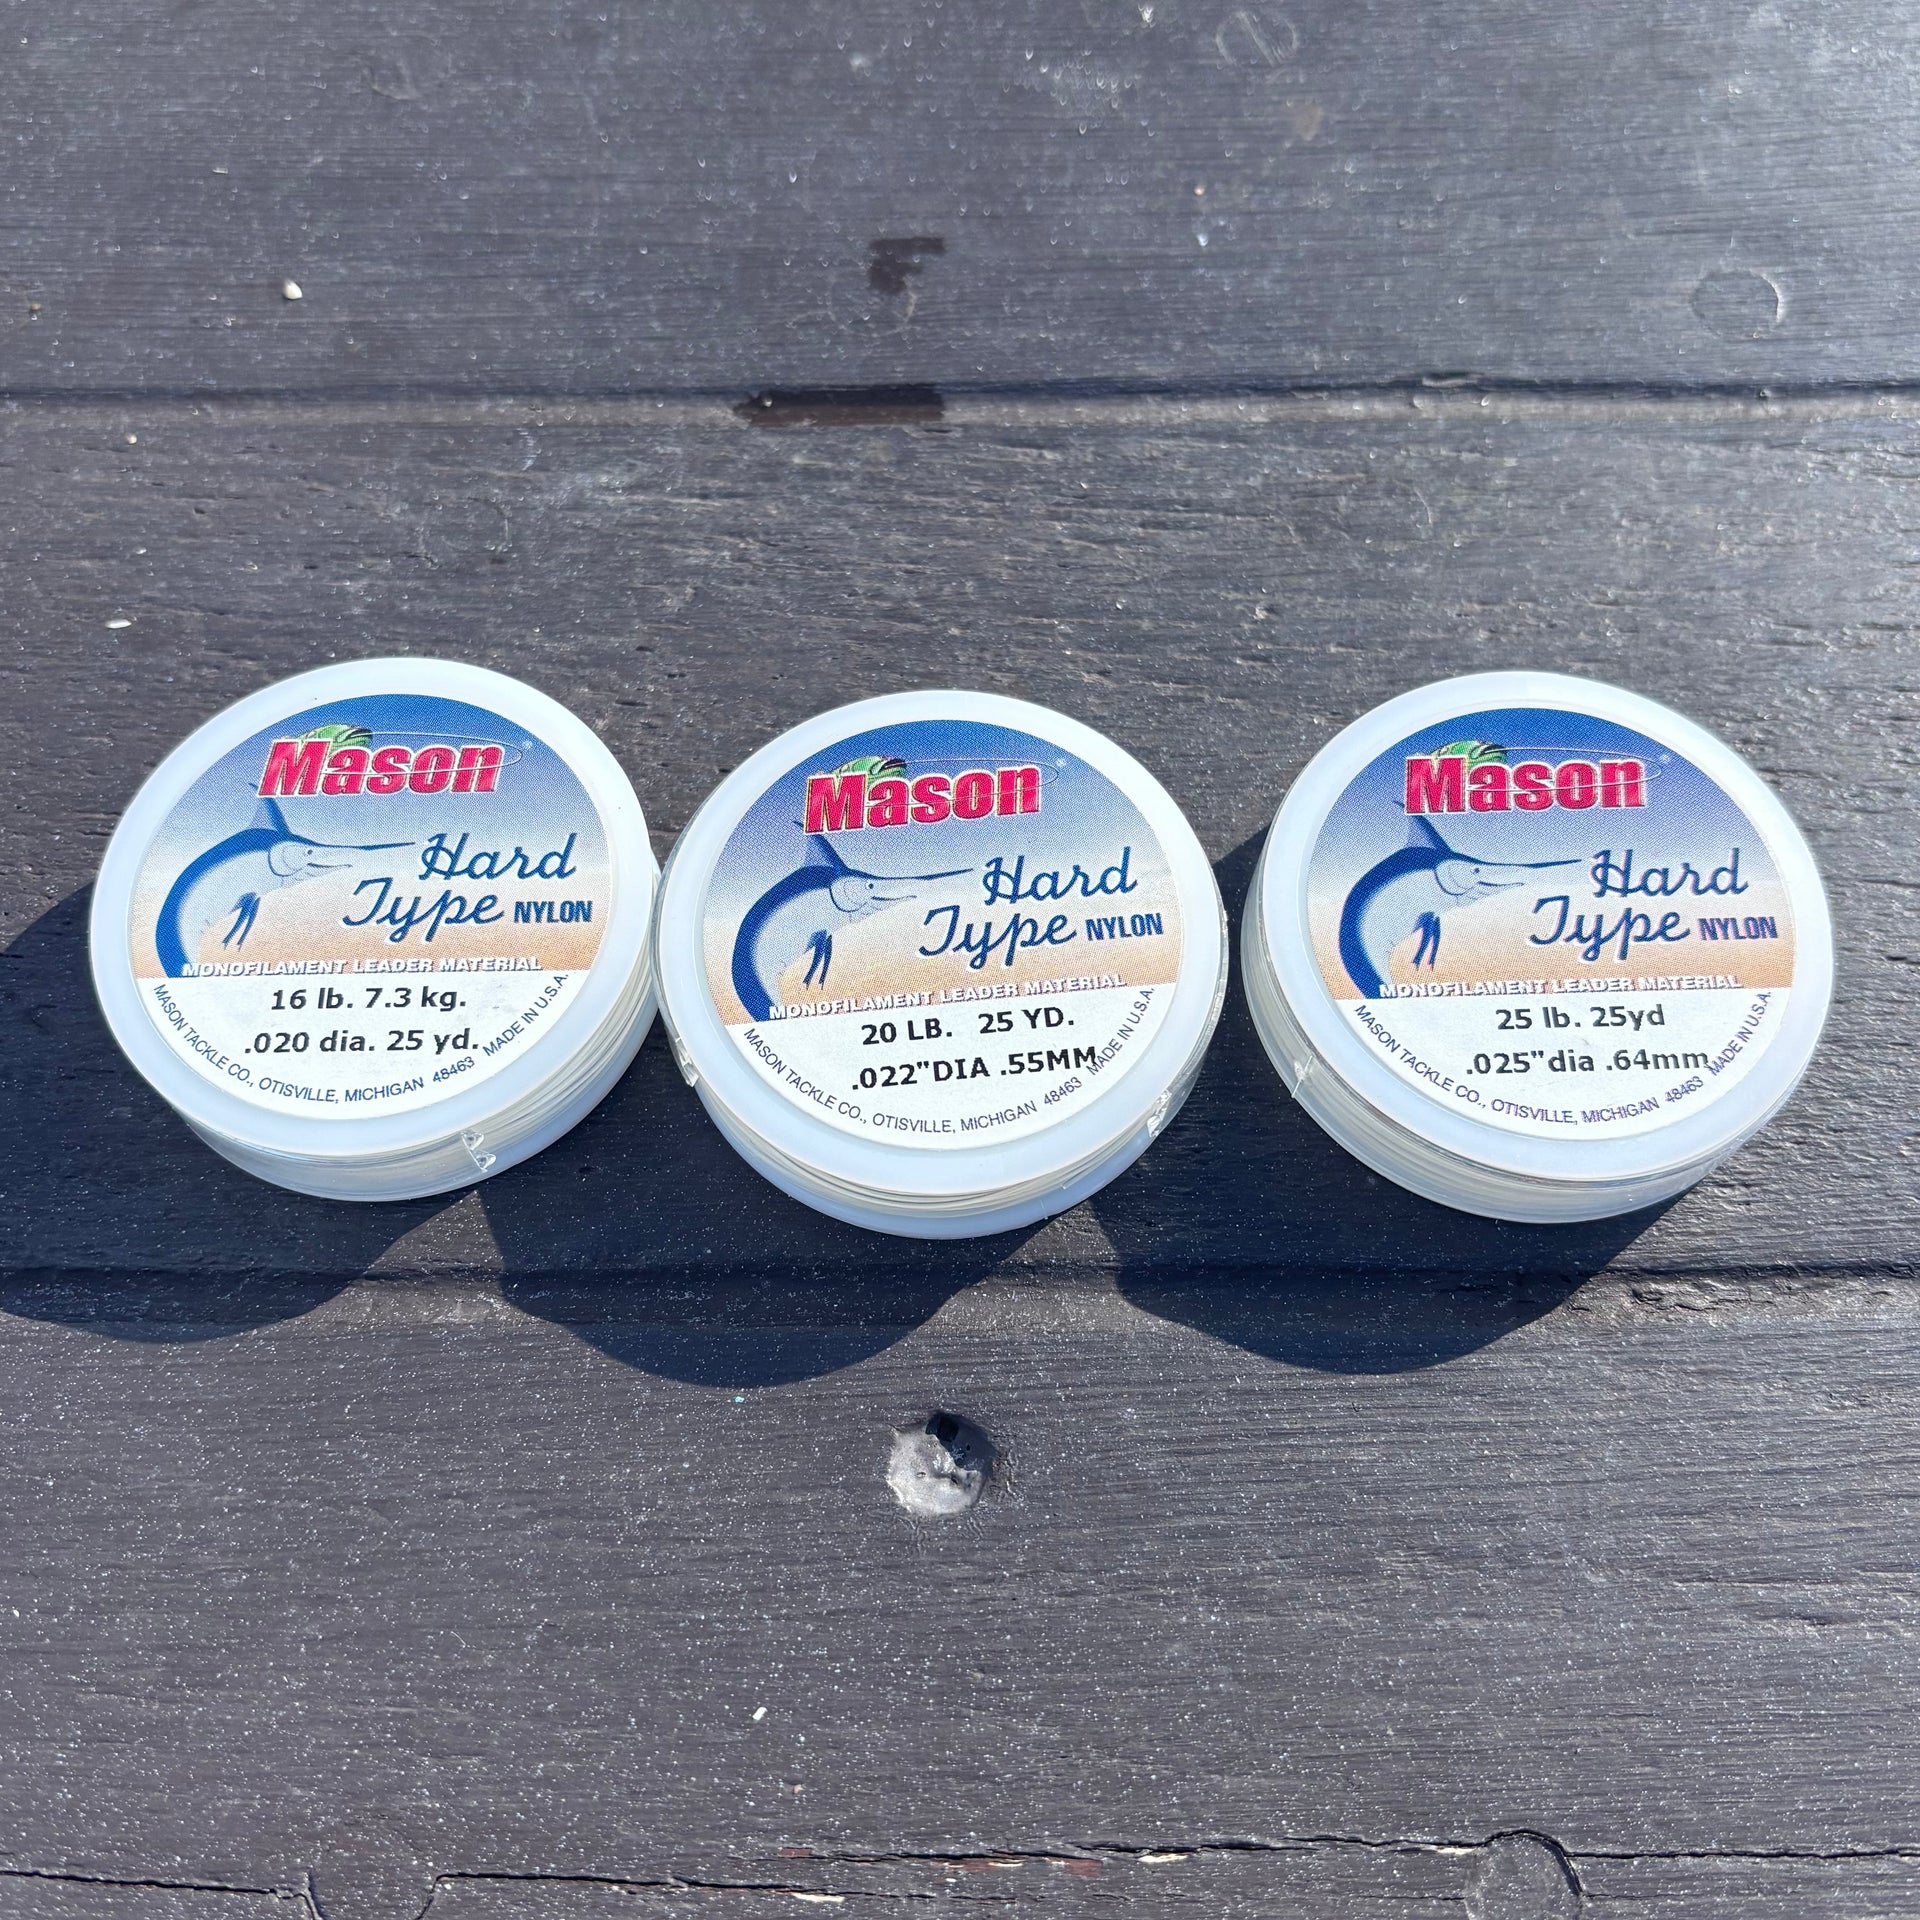 Mason®
Hard
Type NYLON
MONOFILAMENT LEADER MATERIAL
16 lb. 7.3 kg.
.020 dia. 25 yd.
MASON TACKLE CO., OTISVILLE, MICHIGAN 48463 MADE IN U.S.A.
Mason®
Hard
Type NYLON
MONOFILAMENT LEADER MATERIAL
20 LB. 25 YD.
.022"DIA .55MM
MASON TACKLE CO., OTISVILLE, MICHIGAN 48463 MADE IN U.S.A.
Mason®
Hard
Type NYLON
MONOFILAMENT LEADER MATERIAL
25 lb. 25yd
.025"dia .64mm
MASON TACKLE CO., OTISVILLE, MICHIGAN 48463 MADE IN U.S.A.